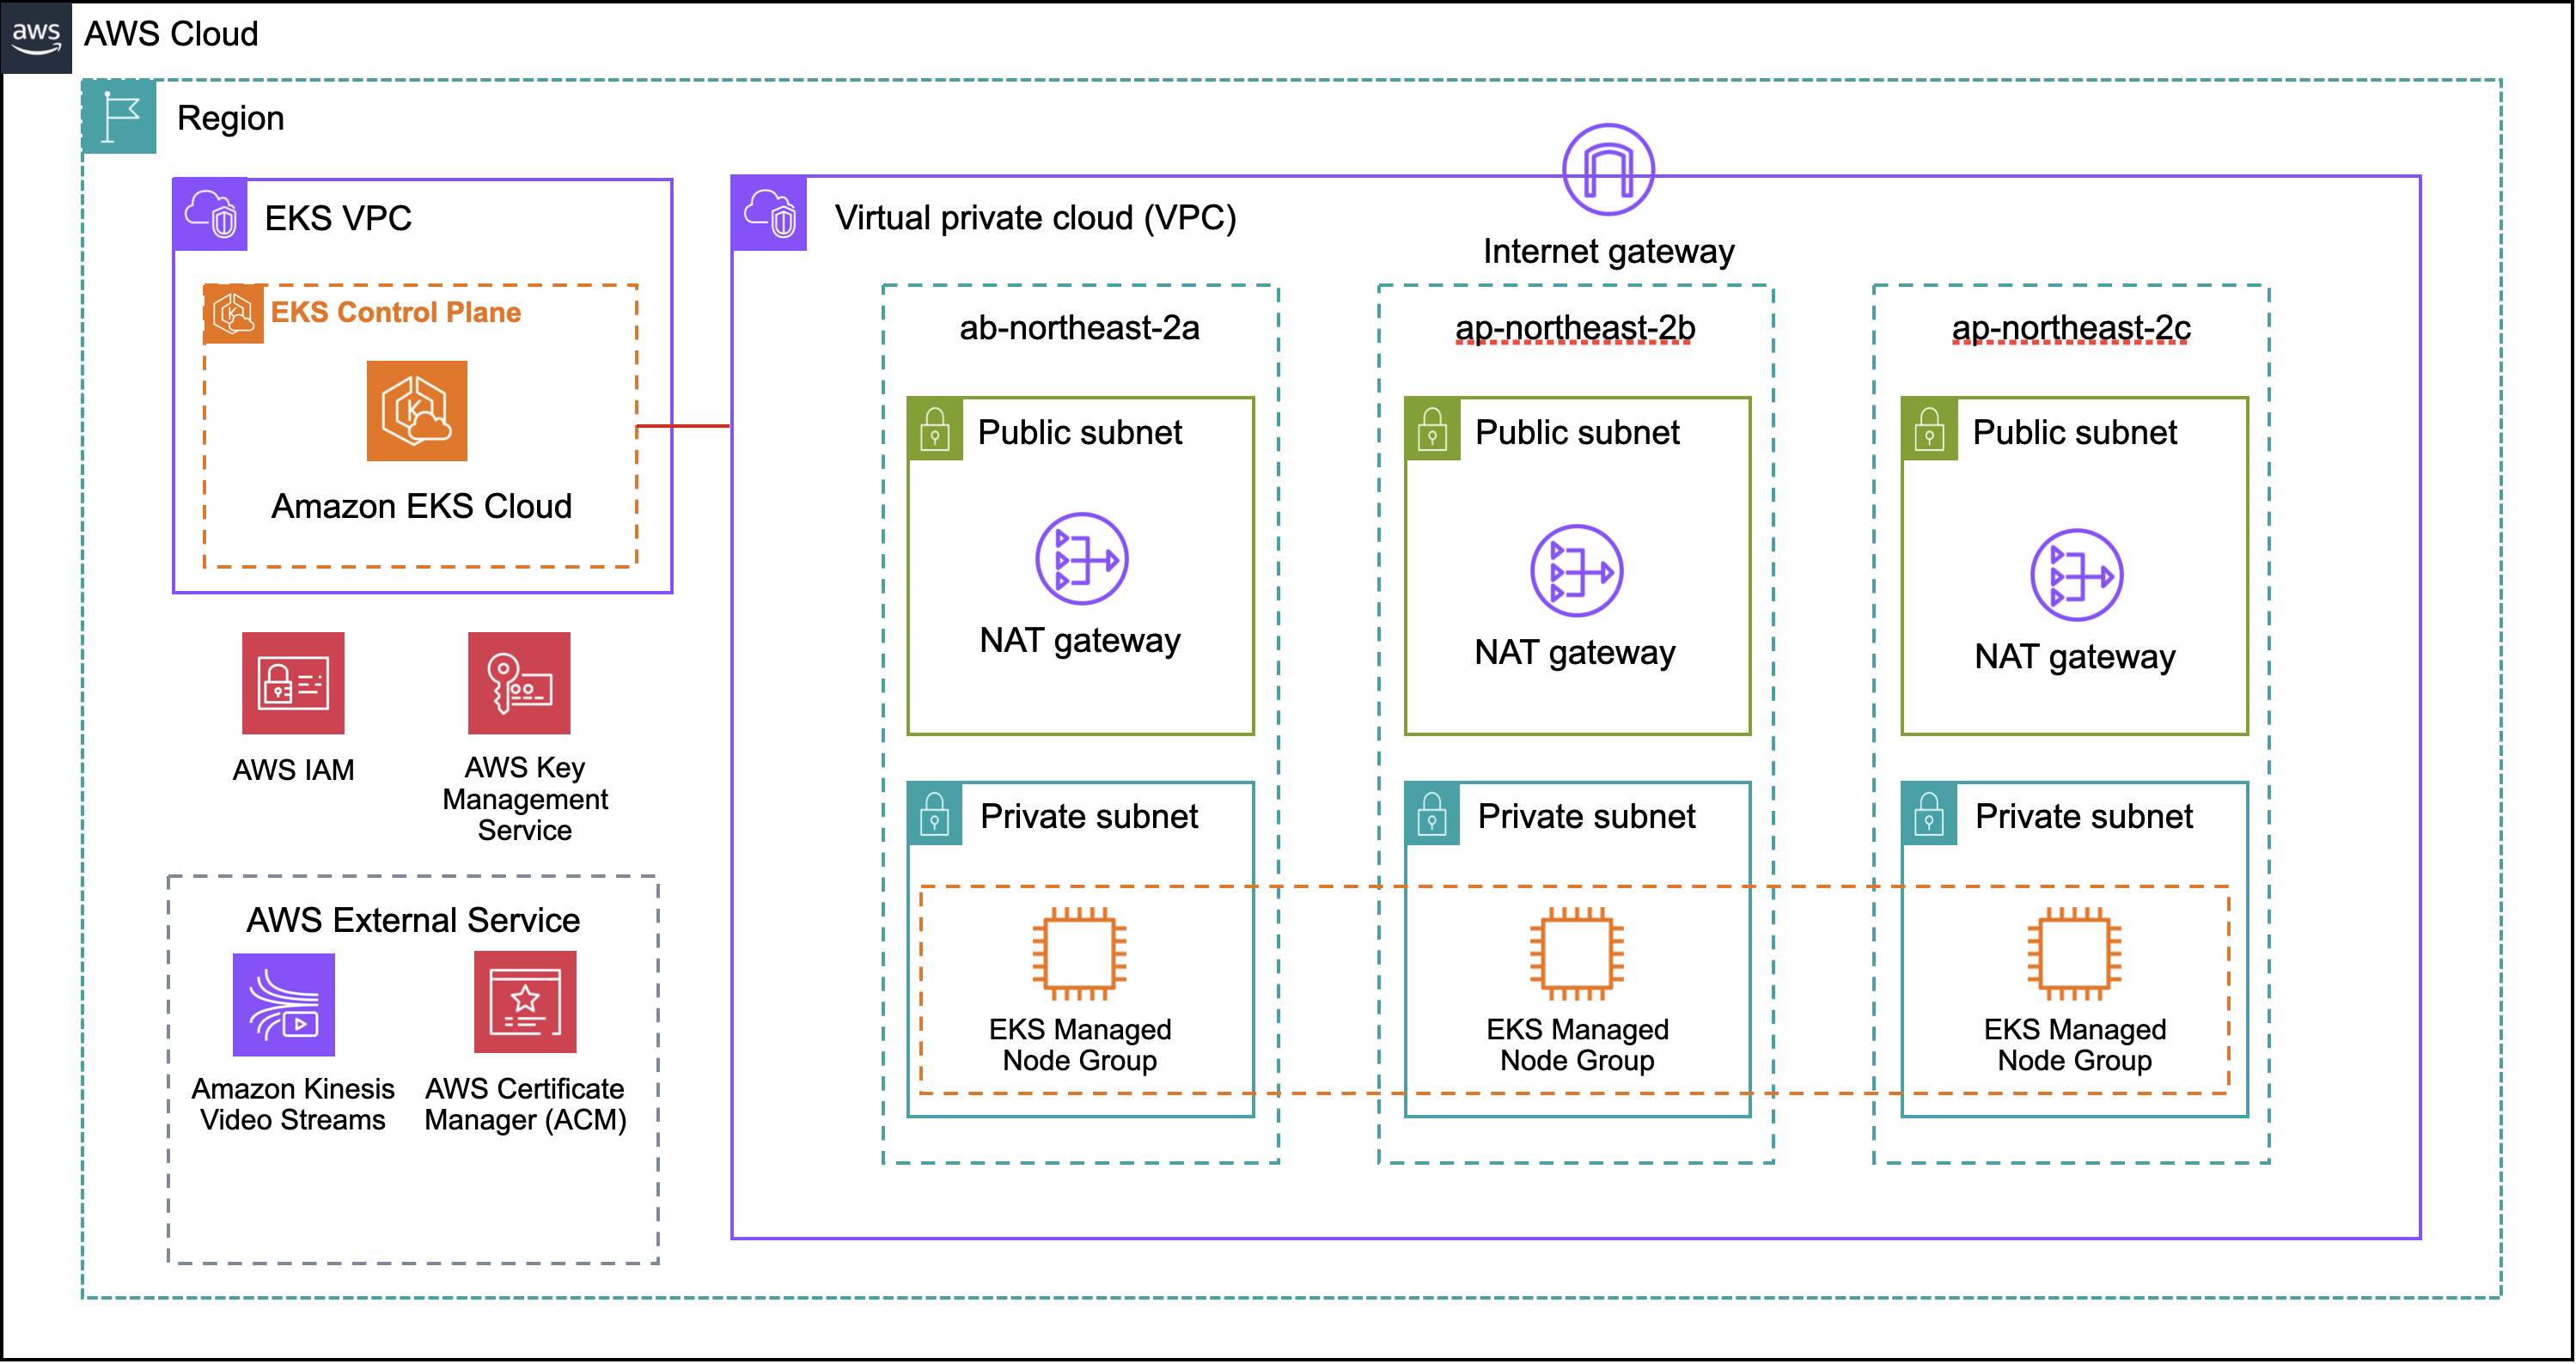 aws
AWS Cloud
Region
EKS VPC
EKS Control Plane
Amazon EKS Cloud
AWS IAM
AWS Key
Management
Service
AWS External Service
Amazon Kinesis
Video Streams
AWS Certificate
Manager (ACM)
Virtual private cloud (VPC)
Internet gateway
ab-northeast-2a
Public subnet
NAT gateway
Private subnet
EKS Managed
Node Group
ap-northeast-2b
Public subnet
NAT gateway
Private subnet
EKS Managed
Node Group
ap-northeast-2c
Public subnet
NAT gateway
Private subnet
EKS Managed
Node Group